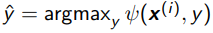 ŷ = argmax_y ψ(𝒙^(i), y)